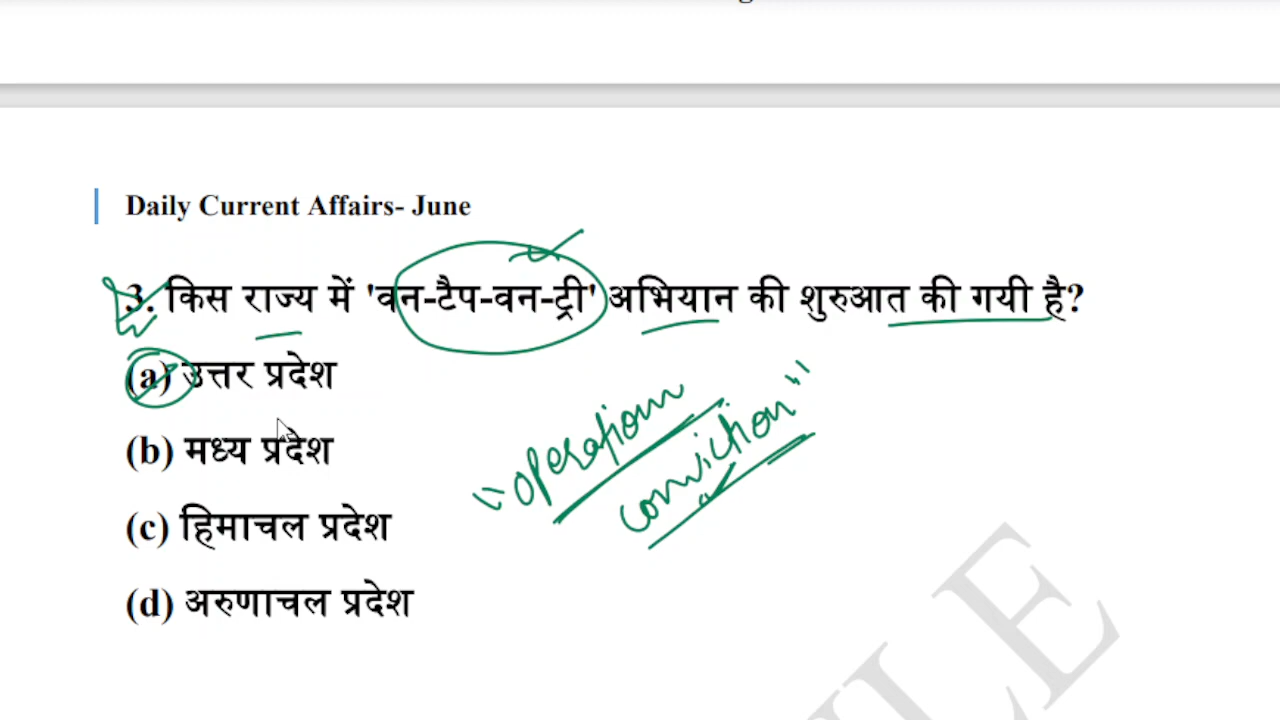 Daily Current Affairs- June
3. किस राज्य में 'वन-टैप-वन-ट्री' अभियान की शुरुआत की गयी है?
(a) उत्तर प्रदेश
(b) मध्य प्रदेश
(c) हिमाचल प्रदेश
(d) अरुणाचल प्रदेश
"operation
conviction"